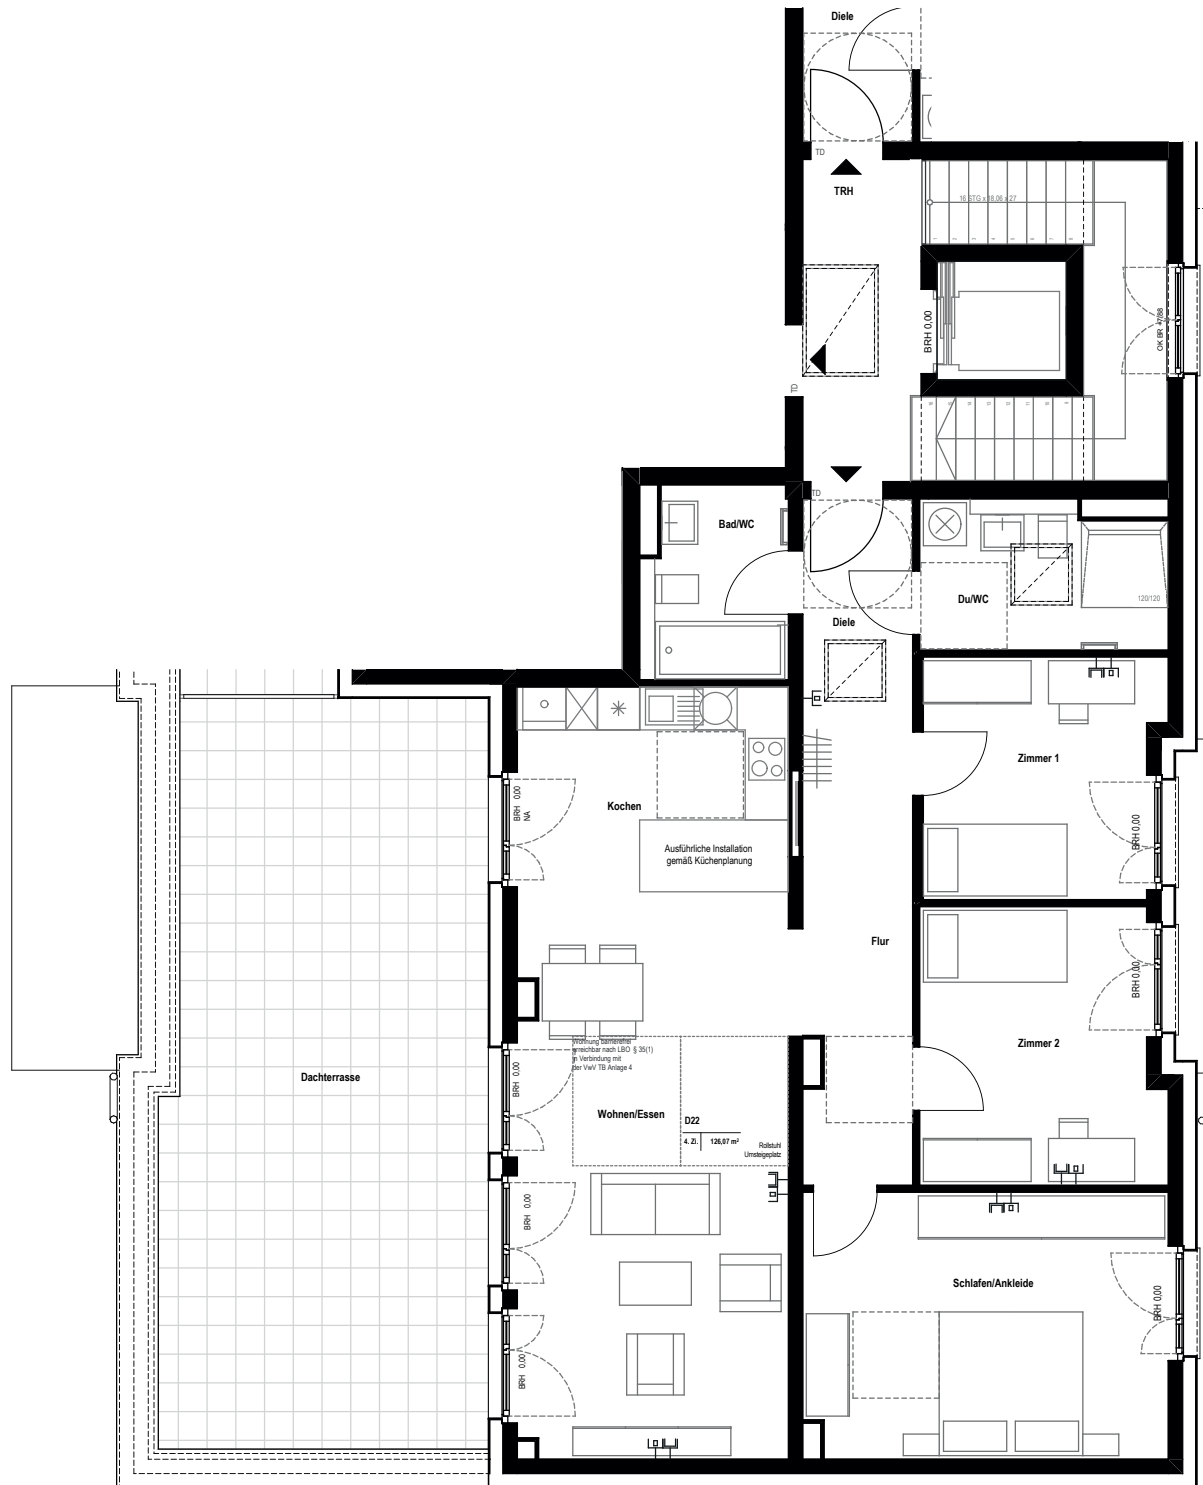 Diele
TD
TRH
16 STG x 18,06 x 27
BRH 0,00
OK BR +7,88
TD
TD
Bad/WC
Du/WC
120/120
Diele
Zimmer 1
BRH 0,00
NA
Kochen
BRH 0,00
Ausführliche Installation
gemäß Küchenplanung
Flur
BRH 0,00
Wohnung barrierefrei
erreichbar nach LBO § 35(1)
in Verbindung mit
der VwV TB Anlage 4
Zimmer 2
BRH 0,00
Dachterrasse
Wohnen/Essen
D22
4. Zi. 126,07 m²
Rollstuhl
Umsteigeplatz
BRH 0,00
Schlafen/Ankleide
BRH 0,00
BRH 0,00